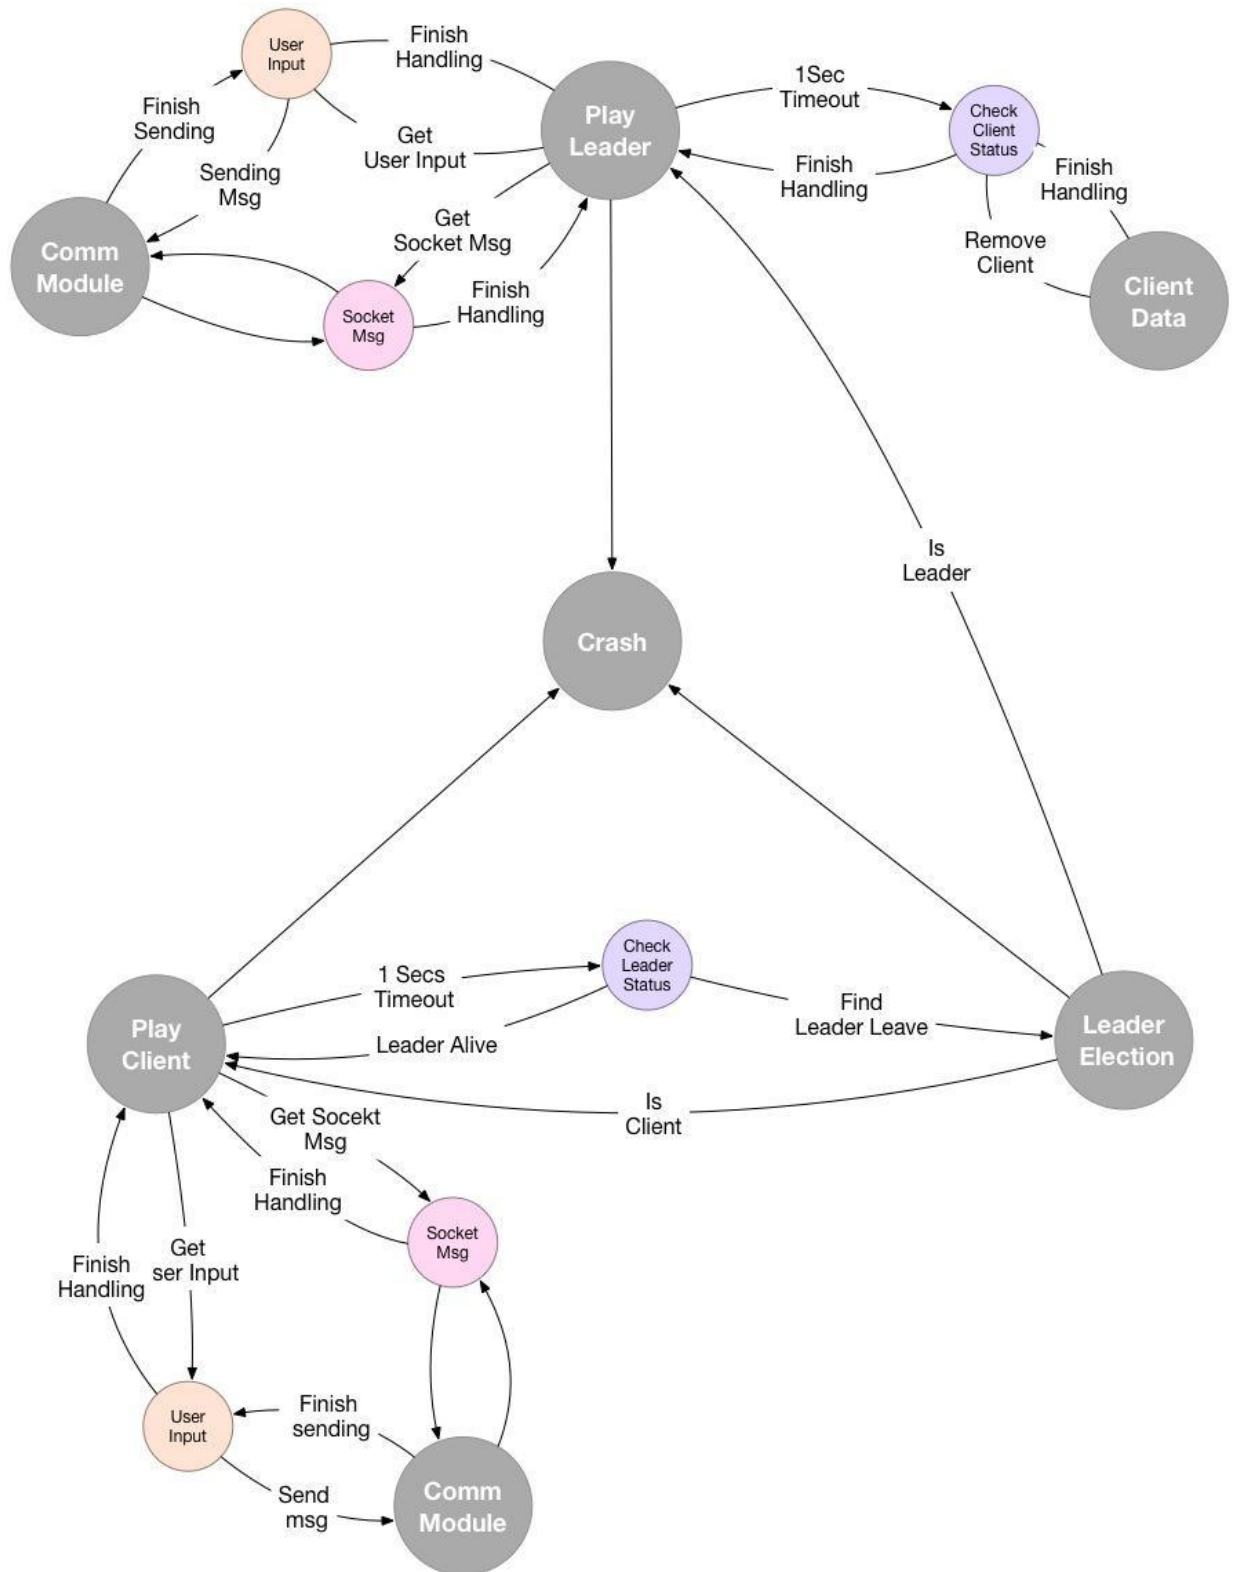 User
Input
Finish
Handling
Play
Leader
1Sec
Timeout
Check
Client
Status
Finish
Sending
Get
User Input
Finish
Handling
Finish
Handling
Sending
Msg
Get
Socket Msg
Remove
Client
Comm
Module
Client
Data
Socket
Msg
Finish
Handling
Is
Leader
Crash
Check
Leader
Status
1 Secs
Timeout
Find
Leader Leave
Play
Client
Leader Alive
Leader
Election
Is
Client
Get Socekt
Msg
Finish
Handling
Socket
Msg
Finish
Handling
Get
ser Input
User
Input
Finish
sending
Send
msg
Comm
Module